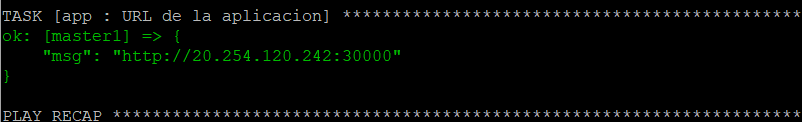 TASK [app : URL de la aplicacion] **********************************************
ok: [master1] => {
    "msg": "http://20.254.120.242:30000"
}
PLAY RECAP *********************************************************************